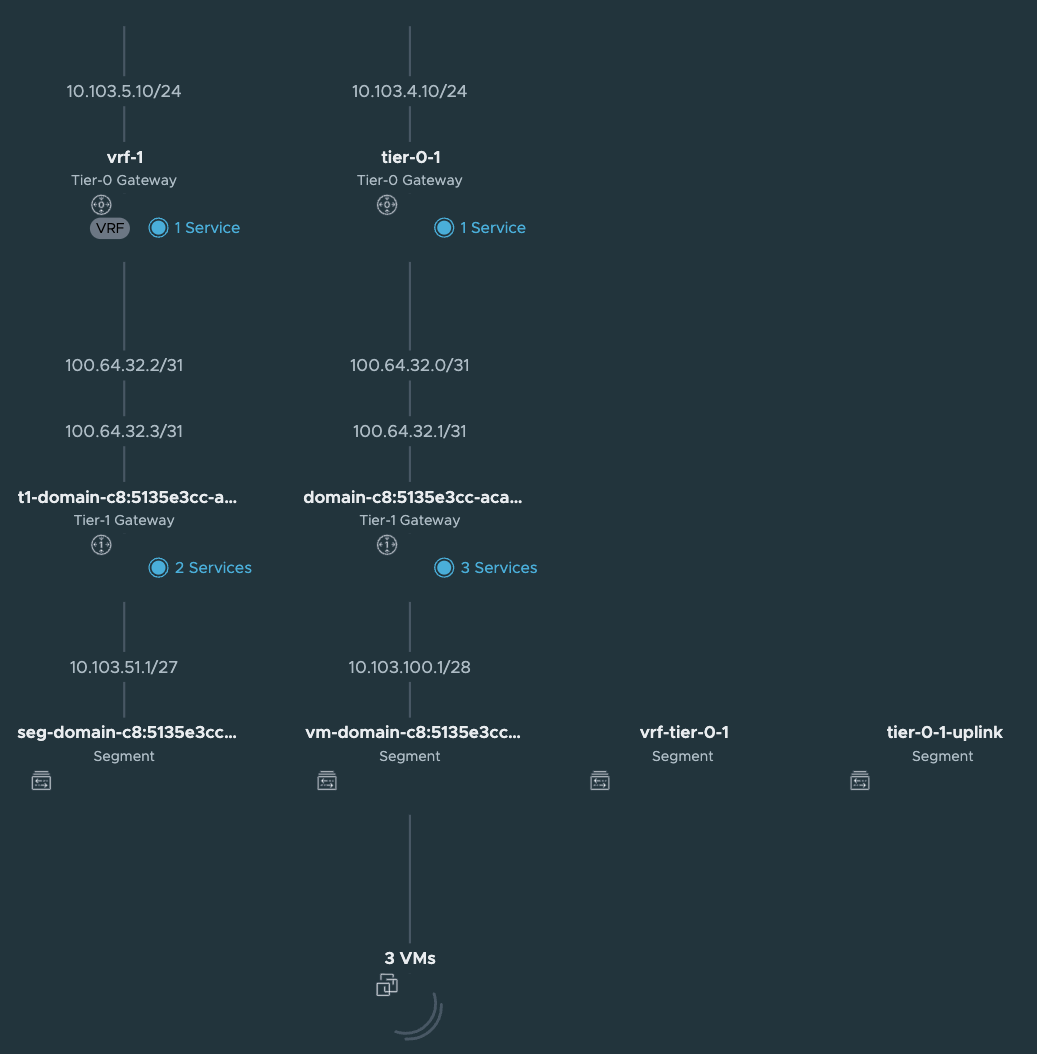 10.103.5.10/24
10.103.4.10/24
vrf-1
tier-0-1
Tier-0 Gateway
Tier-0 Gateway
VRF
1 Service
1 Service
100.64.32.2/31
100.64.32.0/31
100.64.32.3/31
100.64.32.1/31
t1-domain-c8:5135e3cc-a...
domain-c8:5135e3cc-aca...
Tier-1 Gateway
Tier-1 Gateway
2 Services
3 Services
10.103.51.1/27
10.103.100.1/28
seg-domain-c8:5135e3cc...
vm-domain-c8:5135e3cc...
vrf-tier-0-1
tier-0-1-uplink
Segment
Segment
Segment
Segment
3 VMs